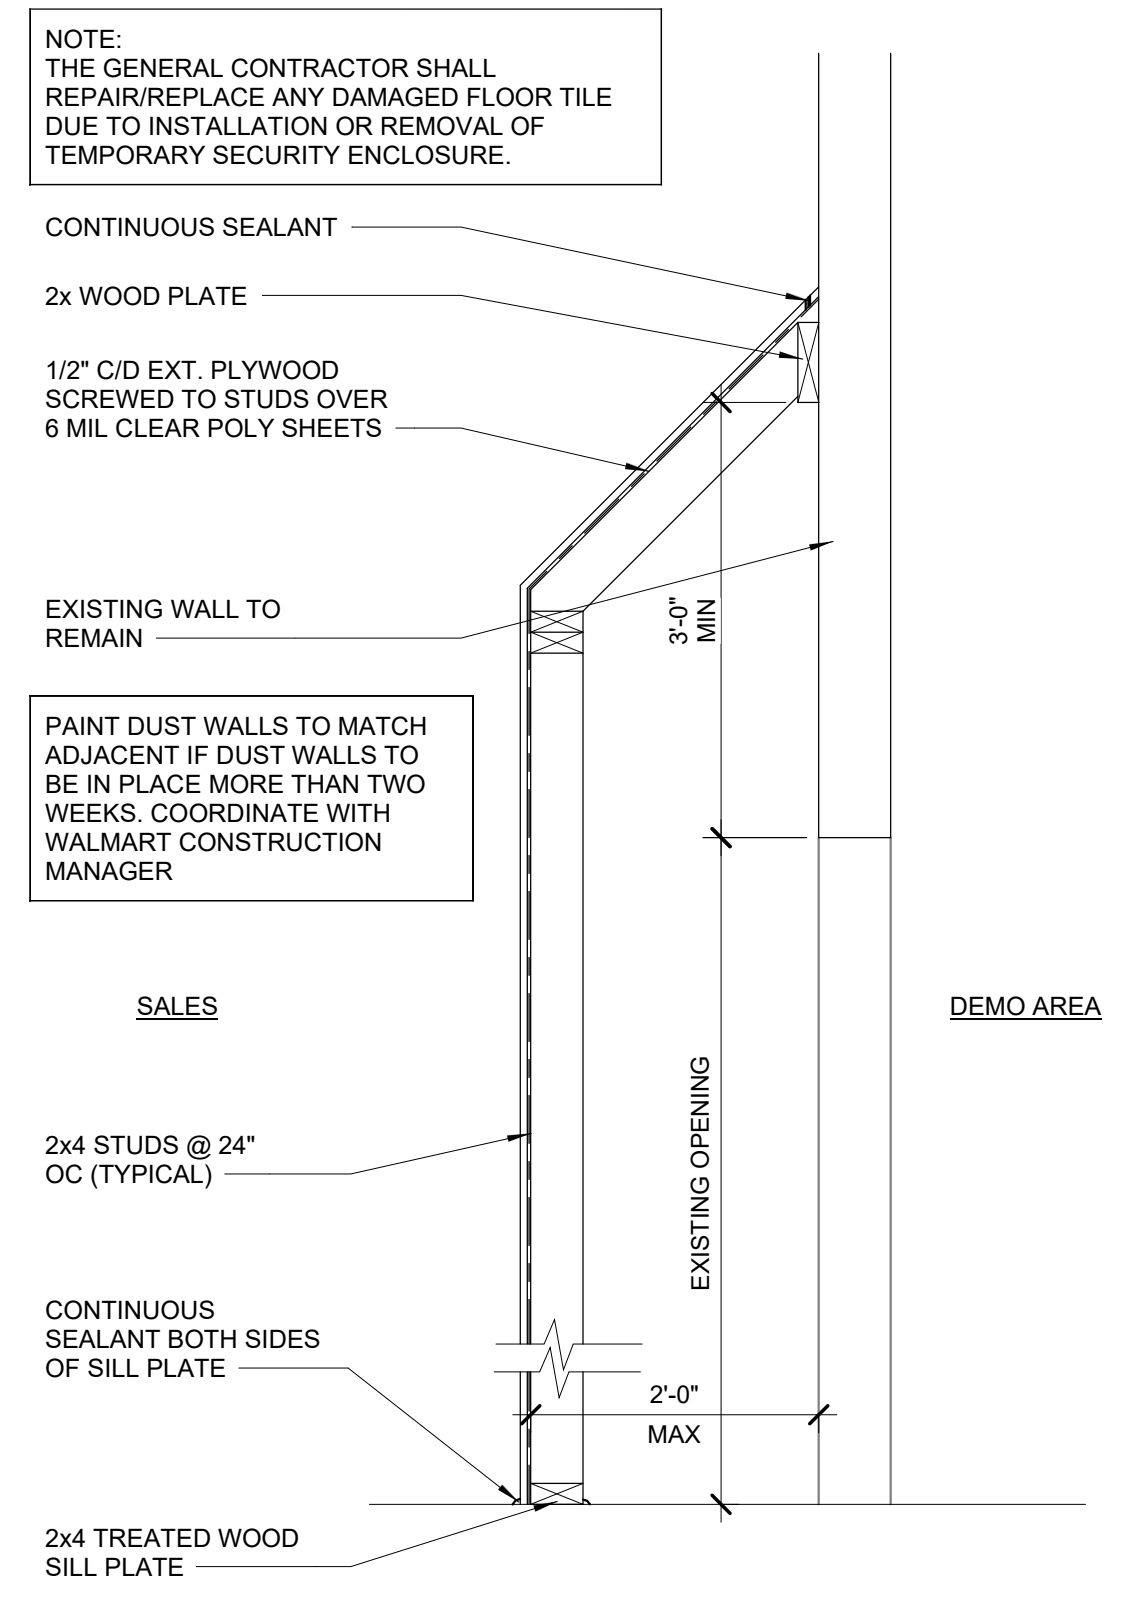 NOTE:
THE GENERAL CONTRACTOR SHALL
REPAIR/REPLACE ANY DAMAGED FLOOR TILE
DUE TO INSTALLATION OR REMOVAL OF
TEMPORARY SECURITY ENCLOSURE.
CONTINUOUS SEALANT
2x WOOD PLATE
1/2" C/D EXT. PLYWOOD
SCREWED TO STUDS OVER
6 MIL CLEAR POLY SHEETS
EXISTING WALL TO
REMAIN
3'-0"
MIN
PAINT DUST WALLS TO MATCH
ADJACENT IF DUST WALLS TO
BE IN PLACE MORE THAN TWO
WEEKS. COORDINATE WITH
WALMART CONSTRUCTION
MANAGER
SALES
DEMO AREA
EXISTING OPENING
2x4 STUDS @ 24"
OC (TYPICAL)
CONTINUOUS
SEALANT BOTH SIDES
OF SILL PLATE
2'-0"
MAX
2x4 TREATED WOOD
SILL PLATE